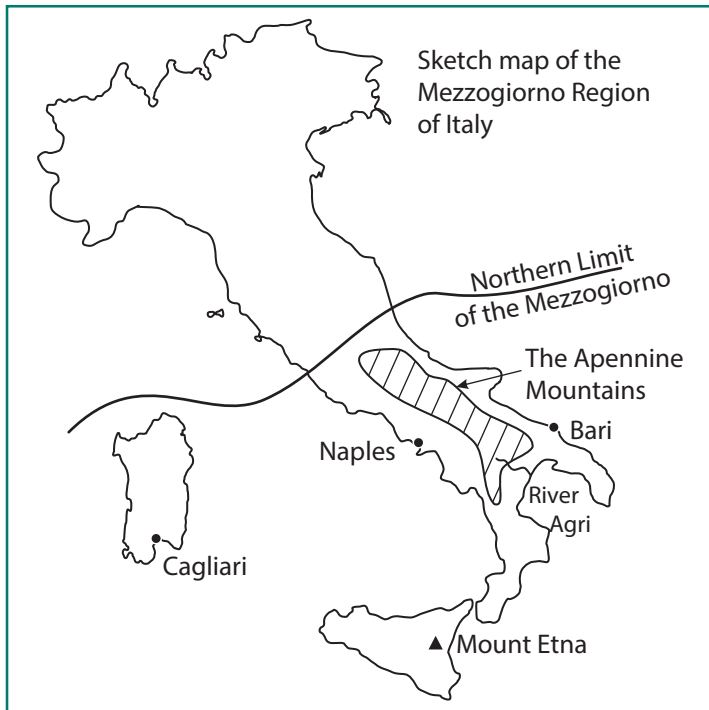 Sketch map of the
Mezzogiorno Region
of Italy
Northern Limit
of the Mezzogiorno
The Apennine
Mountains
Bari
Naples
River
Agri
Cagliari
Mount Etna